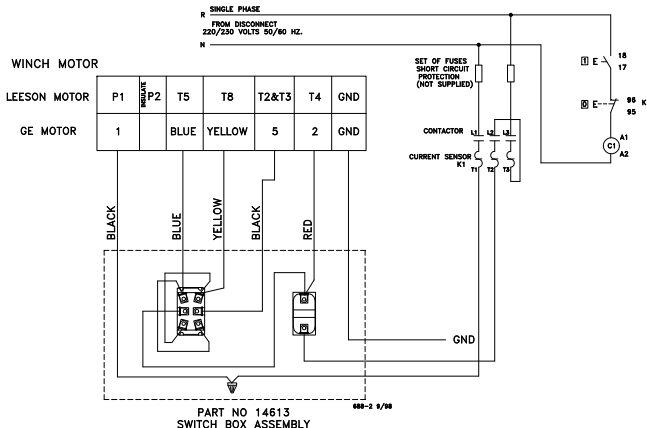 R SINGLE PHASE
FROM DISCONNECT
220/230 VOLTS 50/60 HZ.
N
WINCH MOTOR
LEESON MOTOR P1 INSULATE P2 T5 T8 T2&T3 T4 GND
GE MOTOR 1 BLUE YELLOW 5 2 GND
SET OF FUSES
SHORT CIRCUIT
PROTECTION
(NOT SUPPLIED)
1 E 18
17
0 E 96 K
95
CONTACTOR L1 L2 L3
C1 A1
A2
CURRENT SENSOR
K1
T1 T2 T3
BLACK
BLUE
YELLOW
BLACK
RED
GND
688-2 9/98
PART NO 14613
SWITCH BOX ASSEMBLY